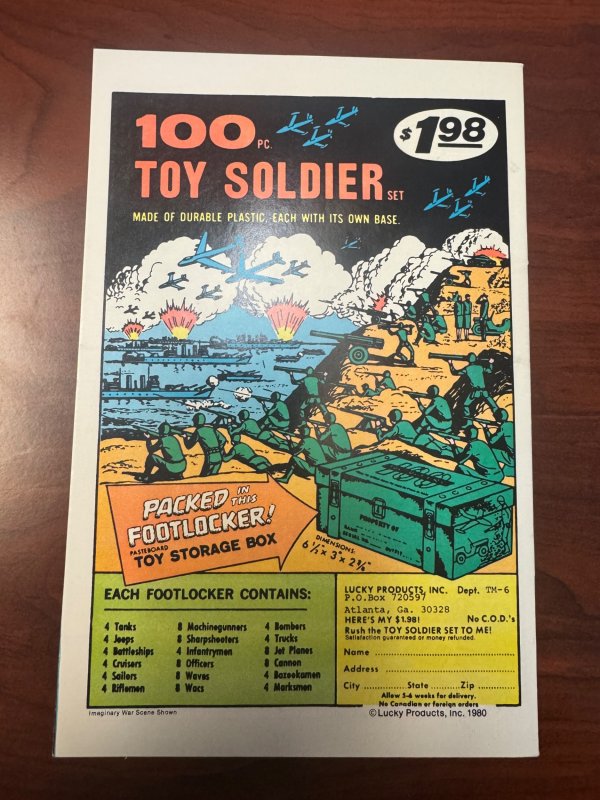 100 PC.
$1.98
TOY SOLDIER SET
MADE OF DURABLE PLASTIC, EACH WITH ITS OWN BASE.
PACKED IN THIS
FOOTLOCKER!
PASTEBOARD
TOY STORAGE BOX
PROPERTY OF
NAME
SERIAL NO. OUTFIT
DIMENSIONS:
EACH FOOTLOCKER CONTAINS:
4 Tanks
4 Jeeps
4 Battleships
4 Cruisers
4 Sailors
4 Riflemen
8 Machinegunners
8 Sharpshooters
4 Infantrymen
8 Officers
8 Waves
8 Wacs
4 Bombers
4 Trucks
8 Jet Planes
8 Cannon
4 Bazookamen
4 Marksmen
LUCKY PRODUCTS, INC. Dept. TM-6
P.O.Box 720597
Atlanta, Ga. 30328
HERE'S MY $1.98! No C.O.D.'s
Rush the TOY SOLDIER SET TO ME!
Satisfaction guaranteed or money refunded.
Name
Address
City State Zip
Allow 5-6 weeks for delivery.
No Canadian or foreign orders
Imaginary War Scene Shown
©Lucky Products, Inc. 1980